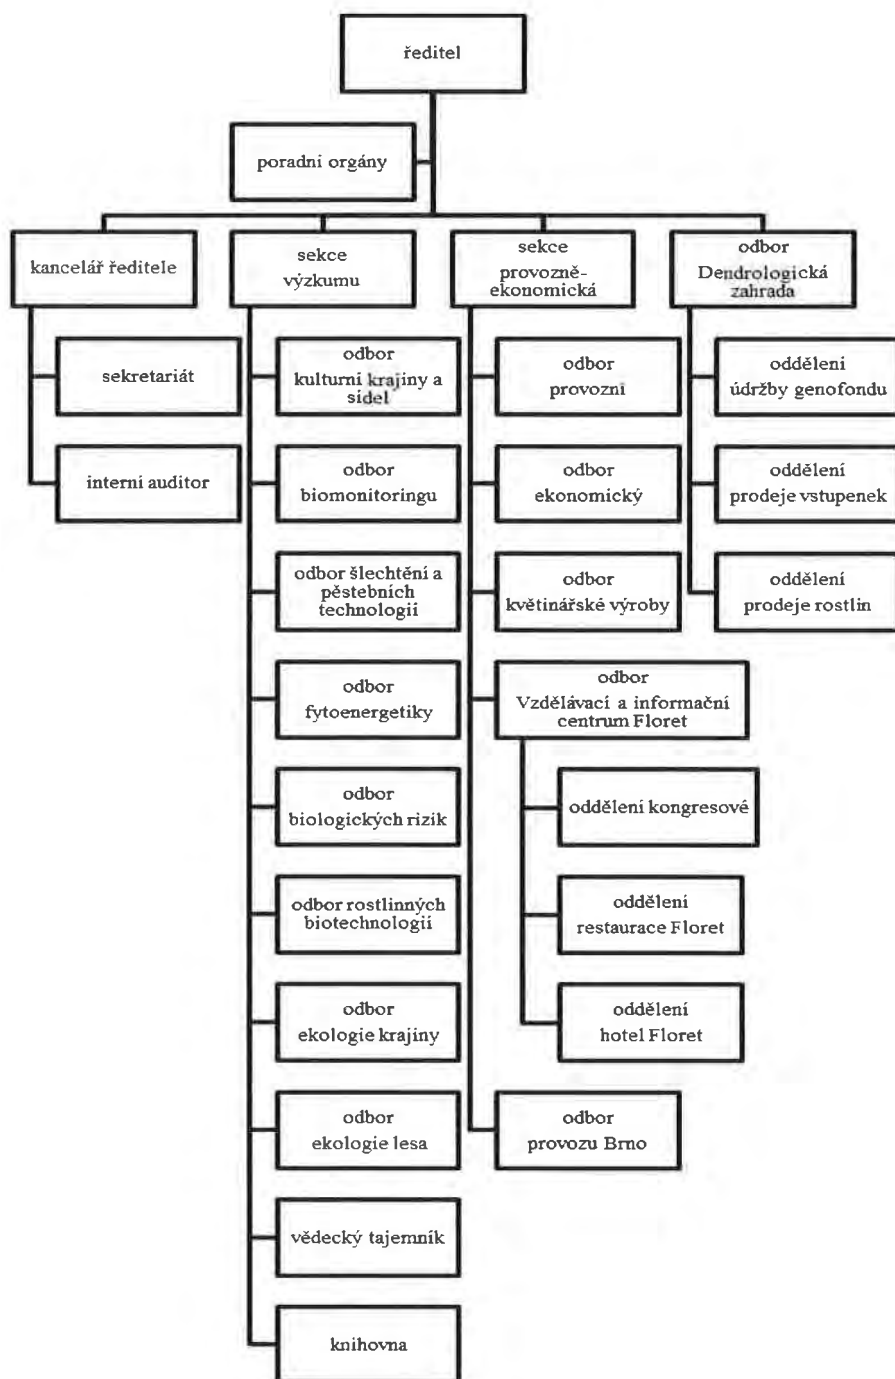 ředitel
poradní orgány
kancelář ředitele
sekretariát
interní auditor
sekce
výzkumu
odbor
kulturní krajiny a
sídel
odbor
biomonitoringu
odbor šlechtění a
pěstebních
technologií
odbor
fytoenergetiky
odbor
biologických rizik
odbor rostlinných
biotechnologií
odbor
ekologie krajiny
odbor
ekologie lesa
vědecký tajemník
knihovna
sekce
provozně-
ekonomická
odbor
provozní
odbor
ekonomický
odbor
květinářské výroby
odbor
Vzdělávací a informační
centrum Floret
oddělení kongresové
oddělení
restaurace Floret
oddělení
hotel Floret
odbor
provozu Brno
odbor
Dendrologická
zahrada
oddělení
údržby genofondu
oddělení
prodeje vstupenek
oddělení
prodeje rostlin